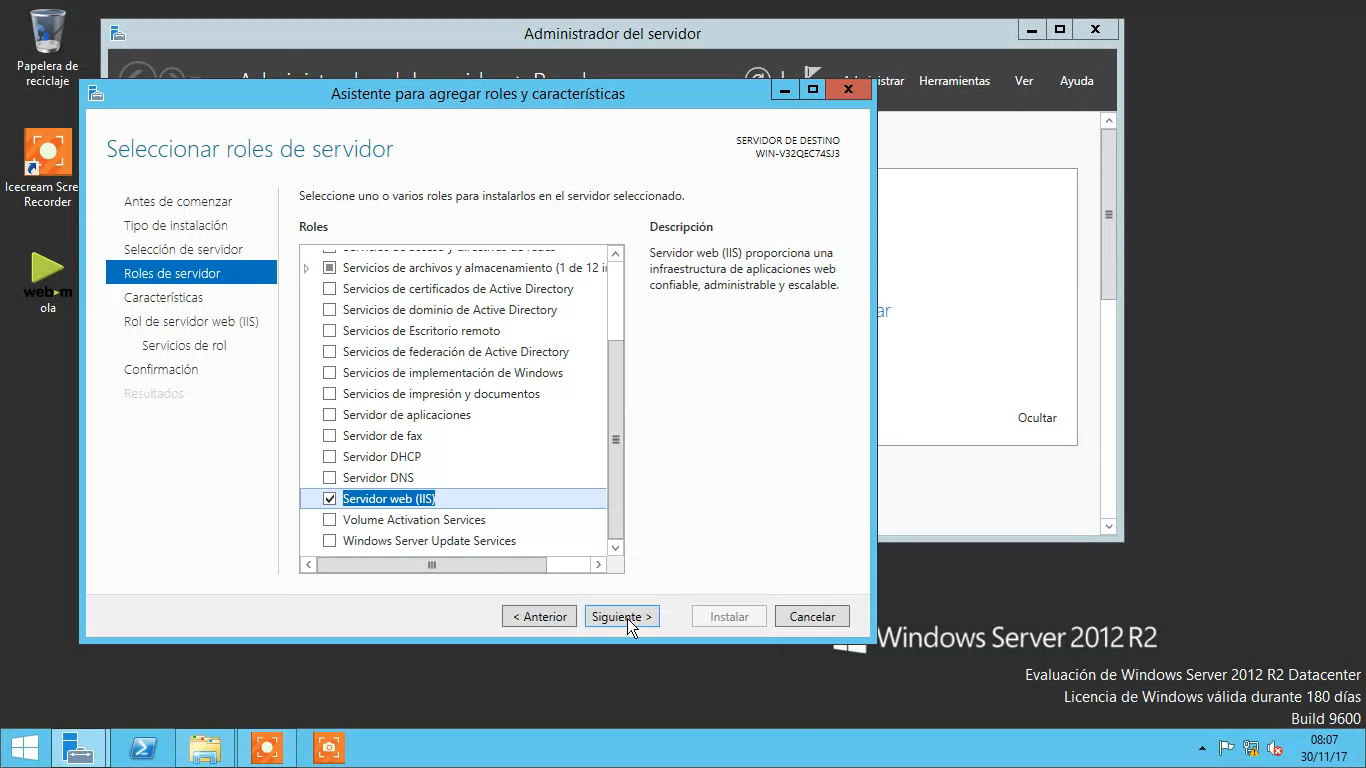 Papelera de
reciclaje
Icecream Scre
Recorder
web m
ola
Administrador del servidor
Administrar
Herramientas
Ver
Ayuda
Asistente para agregar roles y características
Seleccionar roles de servidor
SERVIDOR DE DESTINO
WIN-V32QEC74SJ3
Antes de comenzar
Tipo de instalación
Selección de servidor
Roles de servidor
Características
Rol de servidor web (IIS)
Servicios de rol
Confirmación
Resultados
Seleccione uno o varios roles para instalarlos en el servidor seleccionado.
Roles
Servicios de archivos y almacenamiento (1 de 12 in
Servicios de certificados de Active Directory
Servicios de dominio de Active Directory
Servicios de Escritorio remoto
Servicios de federación de Active Directory
Servicios de implementación de Windows
Servicios de impresión y documentos
Servidor de aplicaciones
Servidor de fax
Servidor DHCP
Servidor DNS
Servidor web (IIS)
Volume Activation Services
Windows Server Update Services
Descripción
Servidor web (IIS) proporciona una
infraestructura de aplicaciones web
confiable, administrable y escalable.
< Anterior
Siguiente >
Instalar
Cancelar
ar
Ocultar
Windows Server 2012 R2
Evaluación de Windows Server 2012 R2 Datacenter
Licencia de Windows válida durante 180 días
Build 9600
08:07
30/11/17